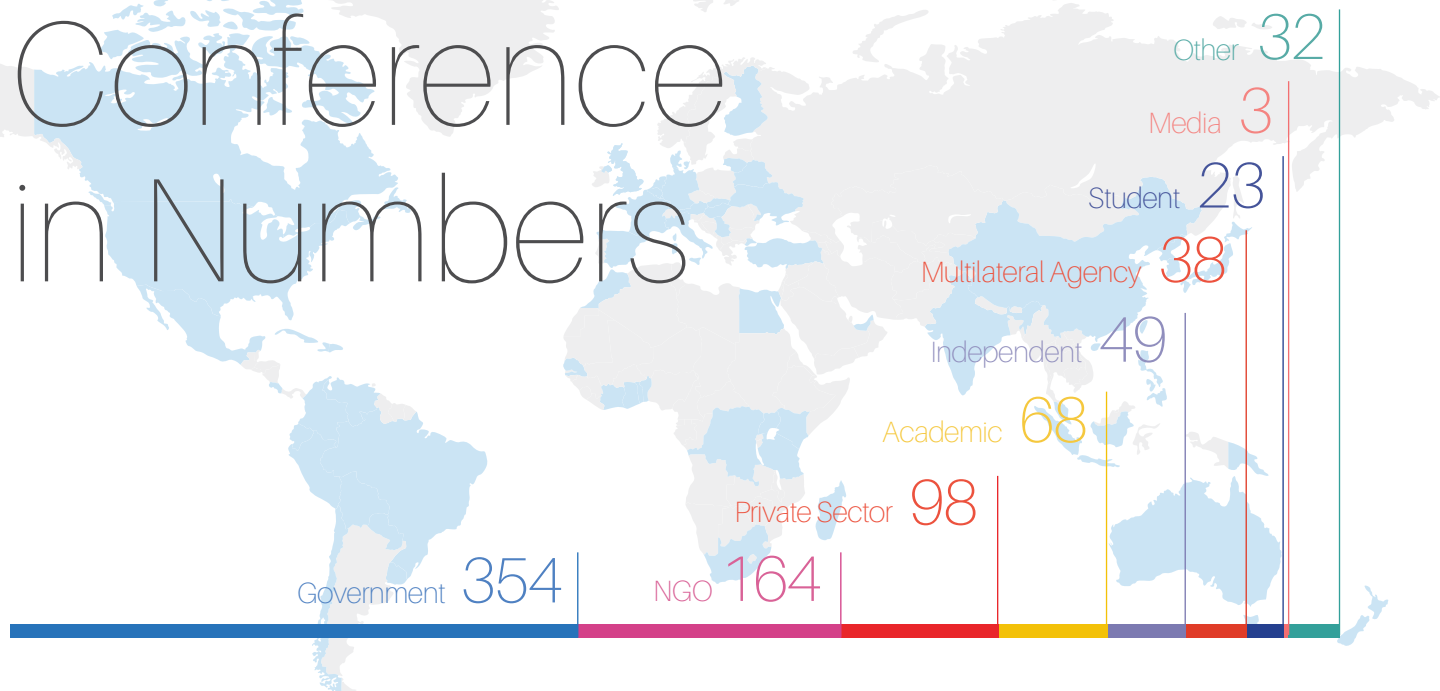 Conference
in Numbers
Other 32
Media 3
Student 23
Multilateral Agency 38
Independent 49
Academic 68
Private Sector 98
Government 354
NGO 164